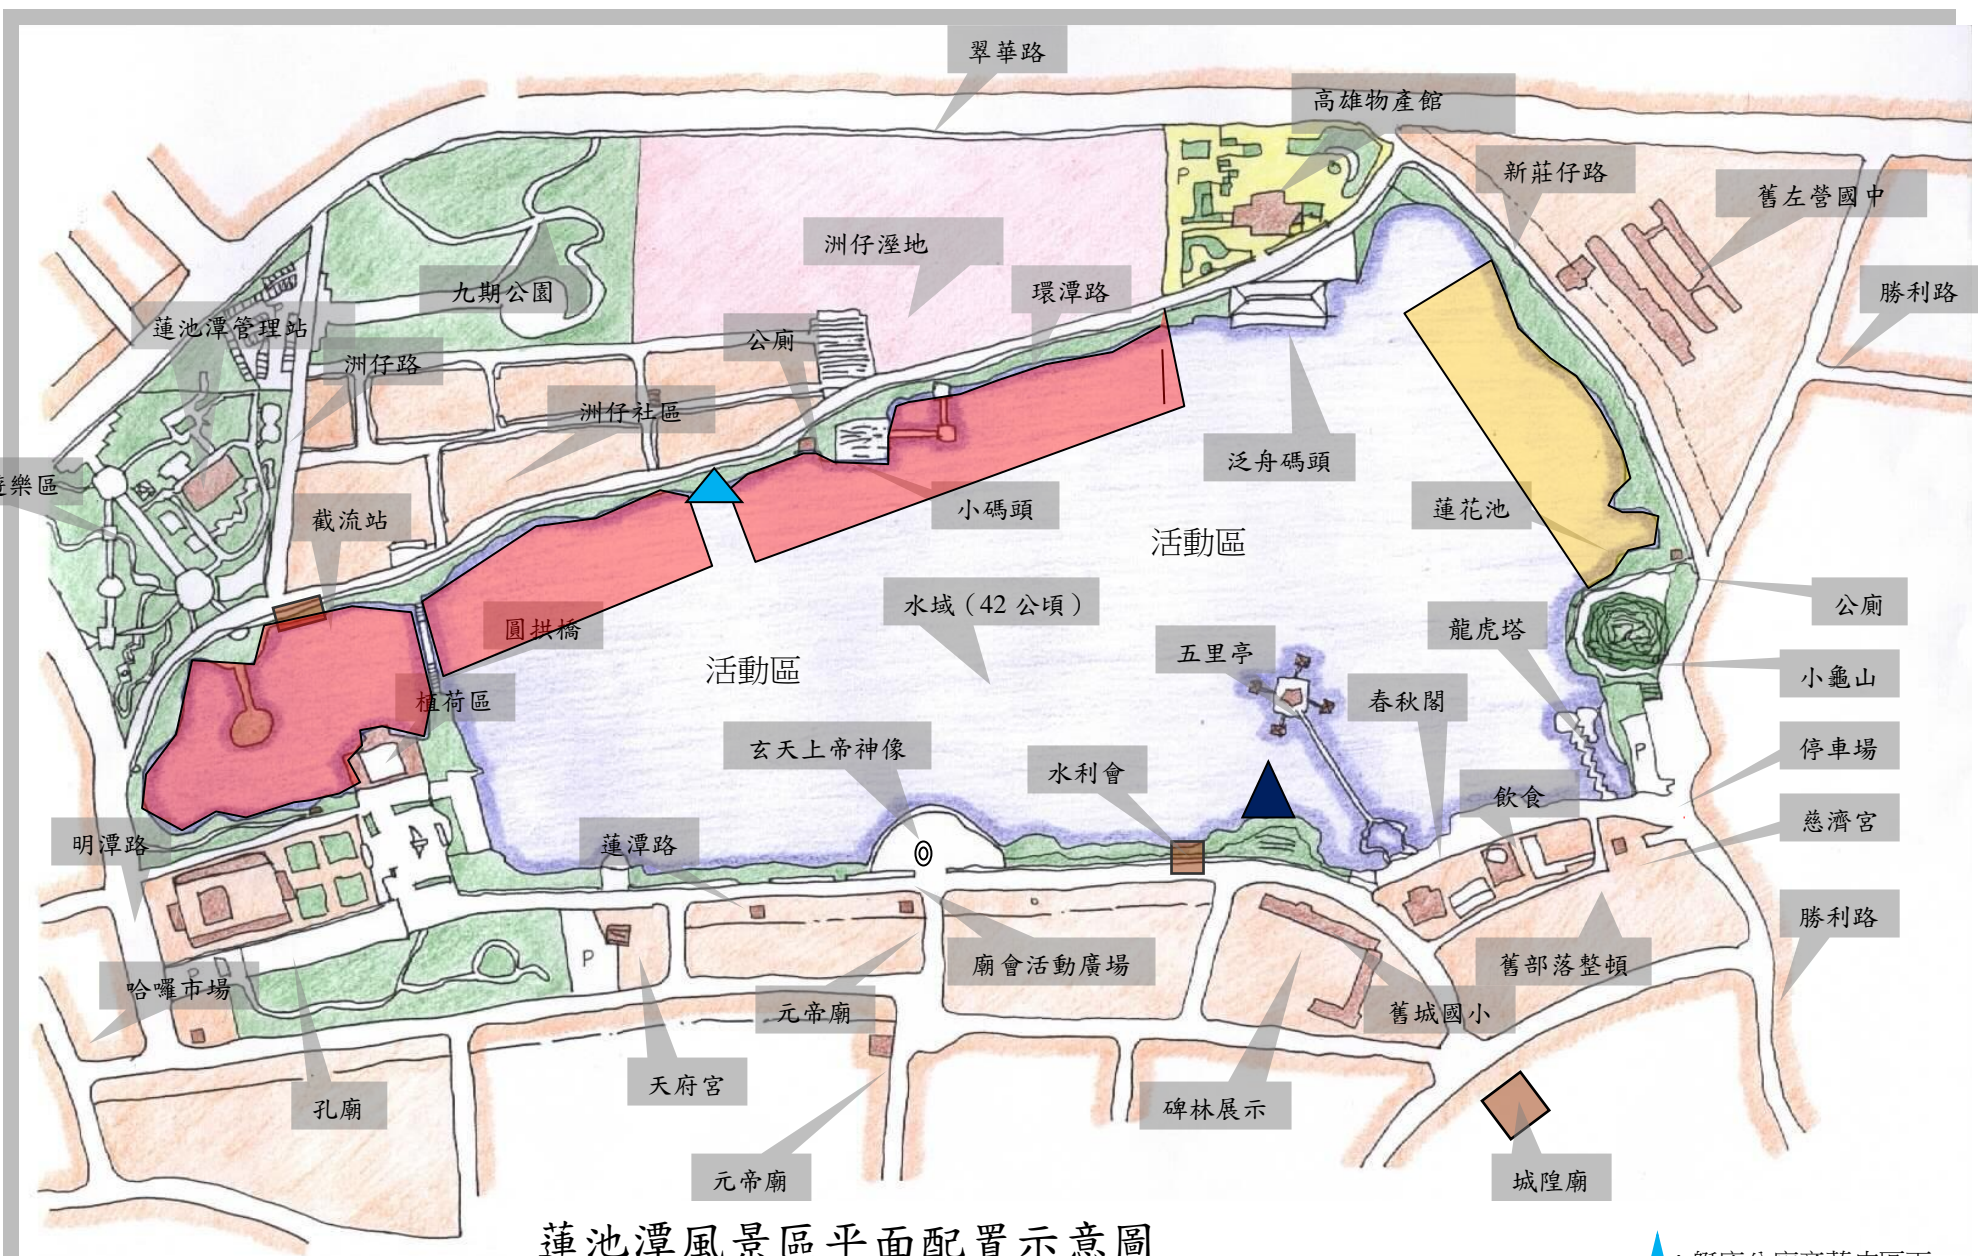 翠華路
高雄物產館
新莊仔路
舊左營國中
洲仔溼地
九期公園
環潭路
勝利路
蓮池潭管理站
公廁
洲仔路
洲仔社區
泛舟碼頭
樂區
截流站
小碼頭
蓮花池
活動區
水域（42 公頃）
公廁
圓拱橋
龍虎塔
五里亭
活動區
小龜山
植荷區
春秋閣
玄天上帝神像
停車場
水利會
飲食
慈濟宮
明潭路
蓮潭路
勝利路
P
P
P
P
哈囉市場
廟會活動廣場
舊部落整頓
元帝廟
舊城國小
天府宮
孔廟
碑林展示
元帝廟
城隍廟
蓮池潭風景區平面配置示意圖